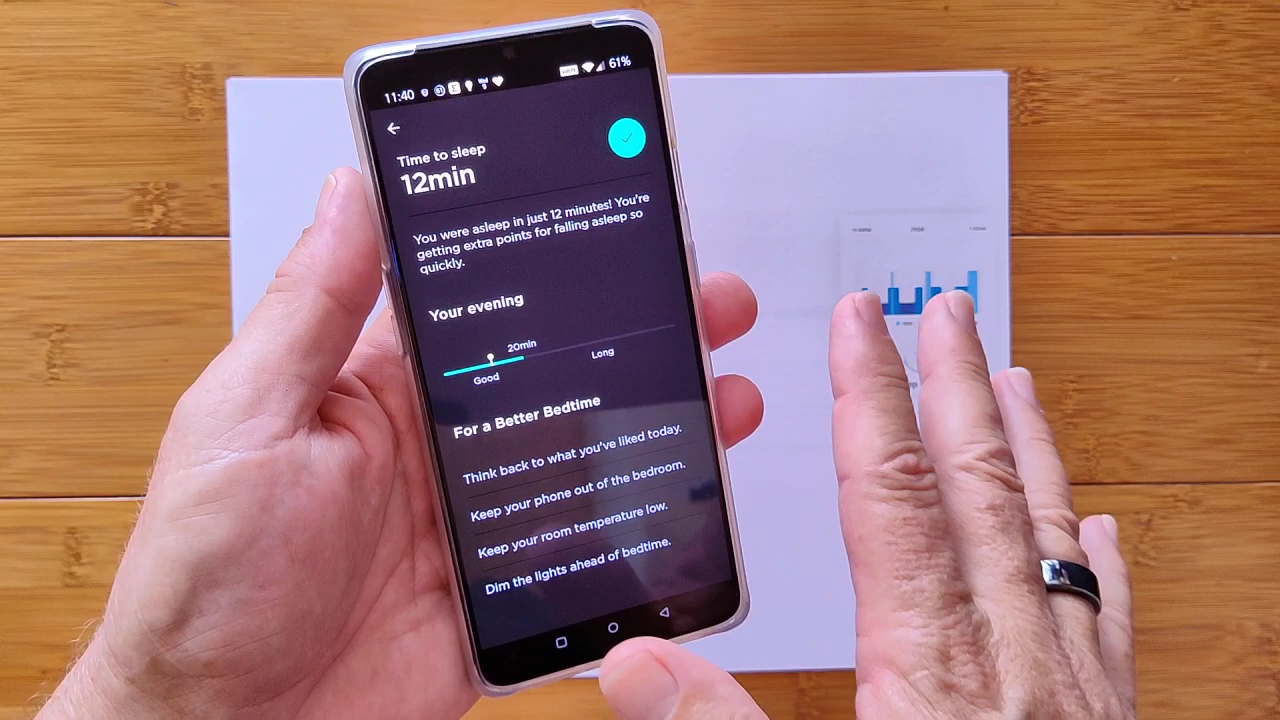 11:40
61%
Time to sleep
12min
You were asleep in just 12 minutes! You're
getting extra points for falling asleep so
quickly.
Your evening
20min
Good
Long
For a Better Bedtime
Think back to what you've liked today.
Keep your phone out of the bedroom.
Keep your room temperature low.
Dim the lights ahead of bedtime.